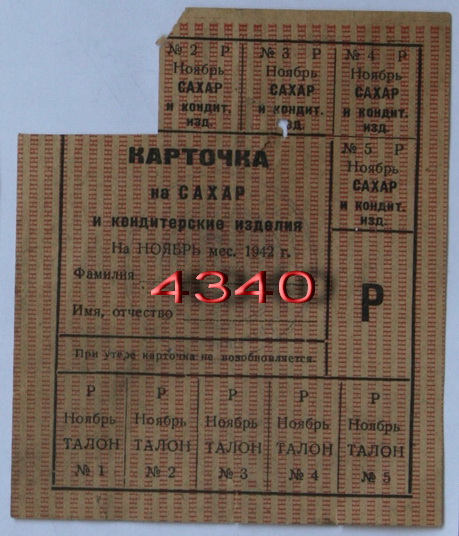 № 2 Р
Ноябрь
САХАР
и кондит.
изд.
№ 3 Р
Ноябрь
САХАР
и кондит.
изд.
№ 4 Р
Ноябрь
САХАР
и кондит.
изд.
№ 5 Р
Ноябрь
САХАР
и кондит.
изд.
КАРТОЧКА
на САХАР
и кондитерские изделия
На НОЯБРЬ мес. 1942 г.
Фамилия
4340
Имя, отчество
Р
При утере карточка не возобновляется.
Р
Ноябрь
ТАЛОН
№ 1
Р
Ноябрь
ТАЛОН
№ 2
Р
Ноябрь
ТАЛОН
№ 3
Р
Ноябрь
ТАЛОН
№ 4
Р
Ноябрь
ТАЛОН
№ 5